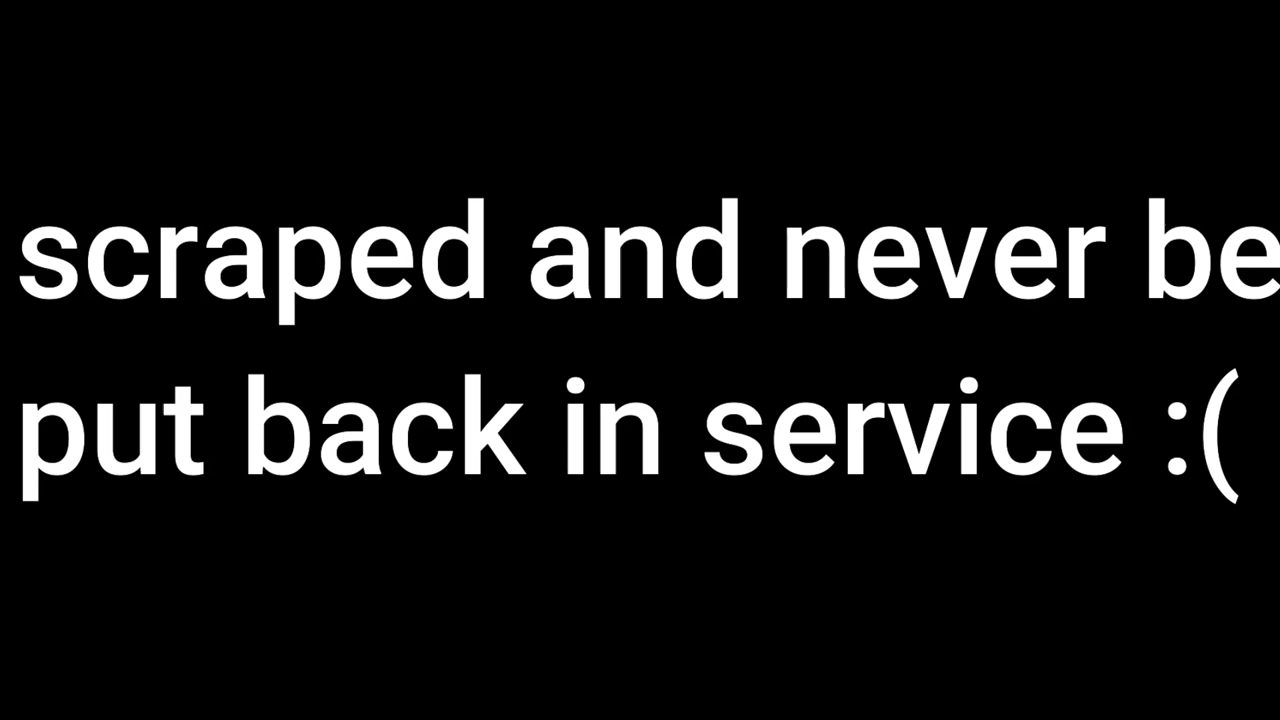 scraped and never be
put back in service :(